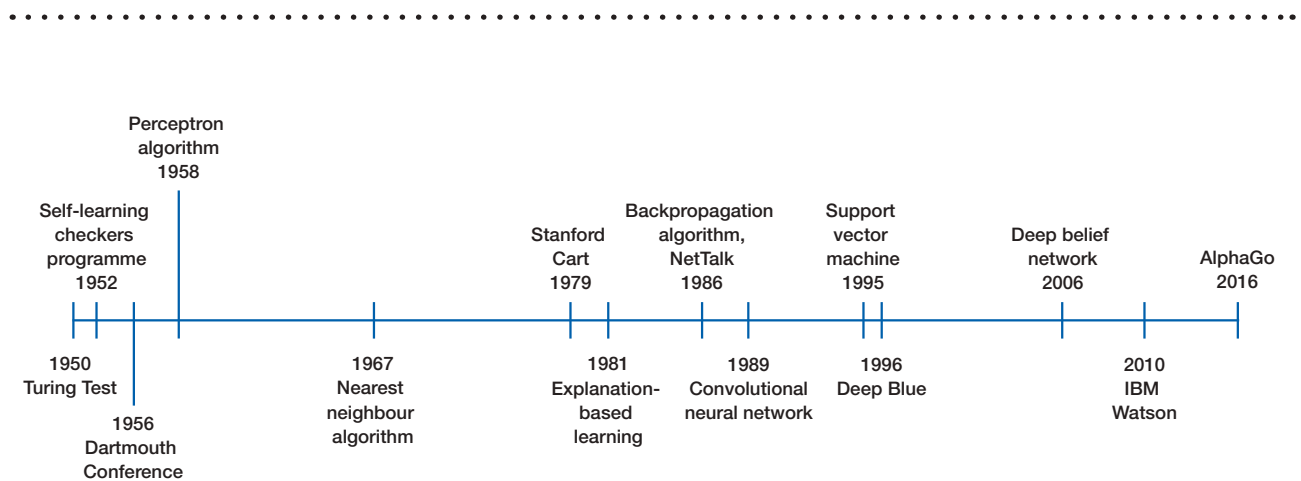 Perceptron
algorithm
1958
Self-learning
checkers
programme
1952
Stanford
Cart
1979
Backpropagation
algorithm,
NetTalk
1986
Support
vector
machine
1995
Deep belief
network
2006
AlphaGo
2016
1950
Turing Test
1956
Dartmouth
Conference
1967
Nearest
neighbour
algorithm
1981
Explanation-
based
learning
1989
Convolutional
neural network
1996
Deep Blue
2010
IBM
Watson